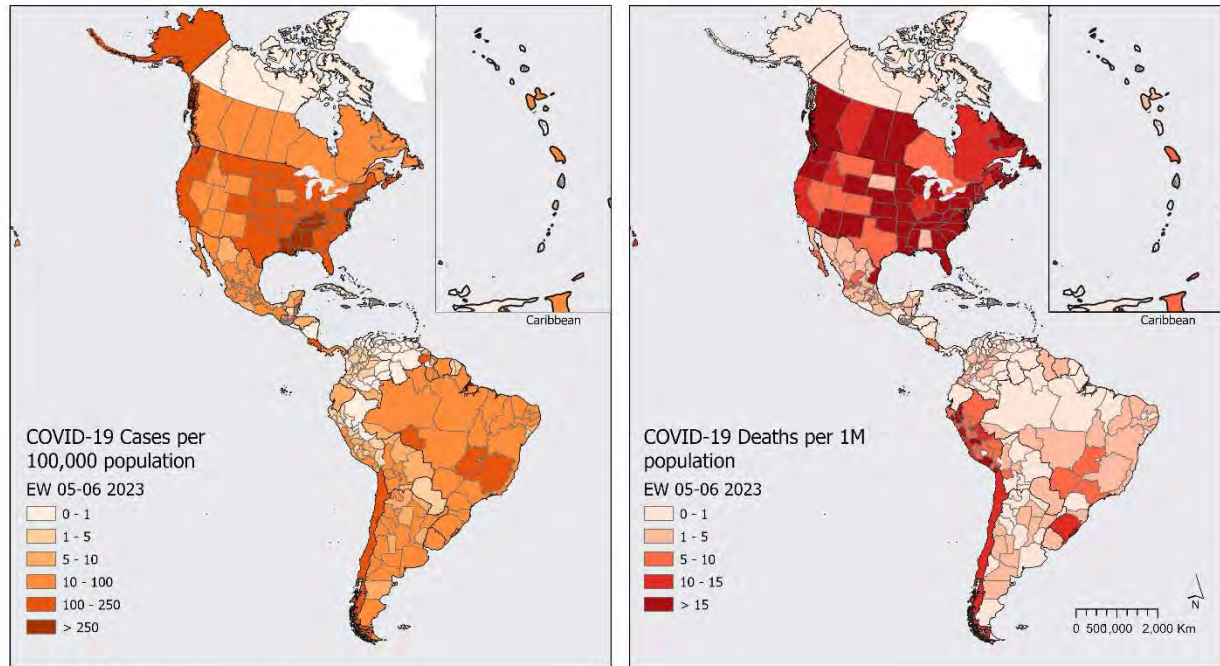 Caribbean
COVID-19 Cases per
100,000 population
EW 05-06 2023
0 - 1
1 - 5
5 - 10
10 - 100
100 - 250
> 250
Caribbean
COVID-19 Deaths per 1M
population
EW 05-06 2023
0 - 1
1 - 5
5 - 10
10 - 15
> 15
N
0 5001,000 2,000 Km